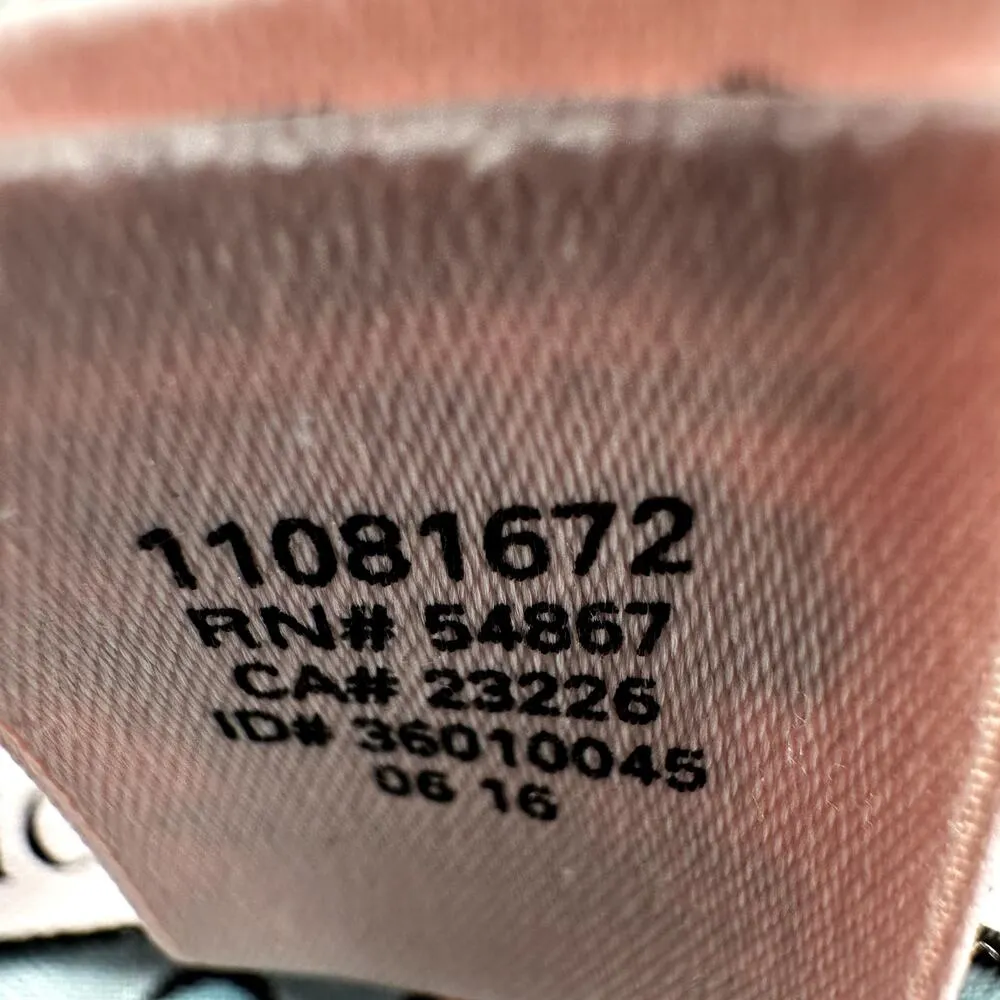 11081672
RN# 54867
CA# 23226
ID# 36010045
06 16